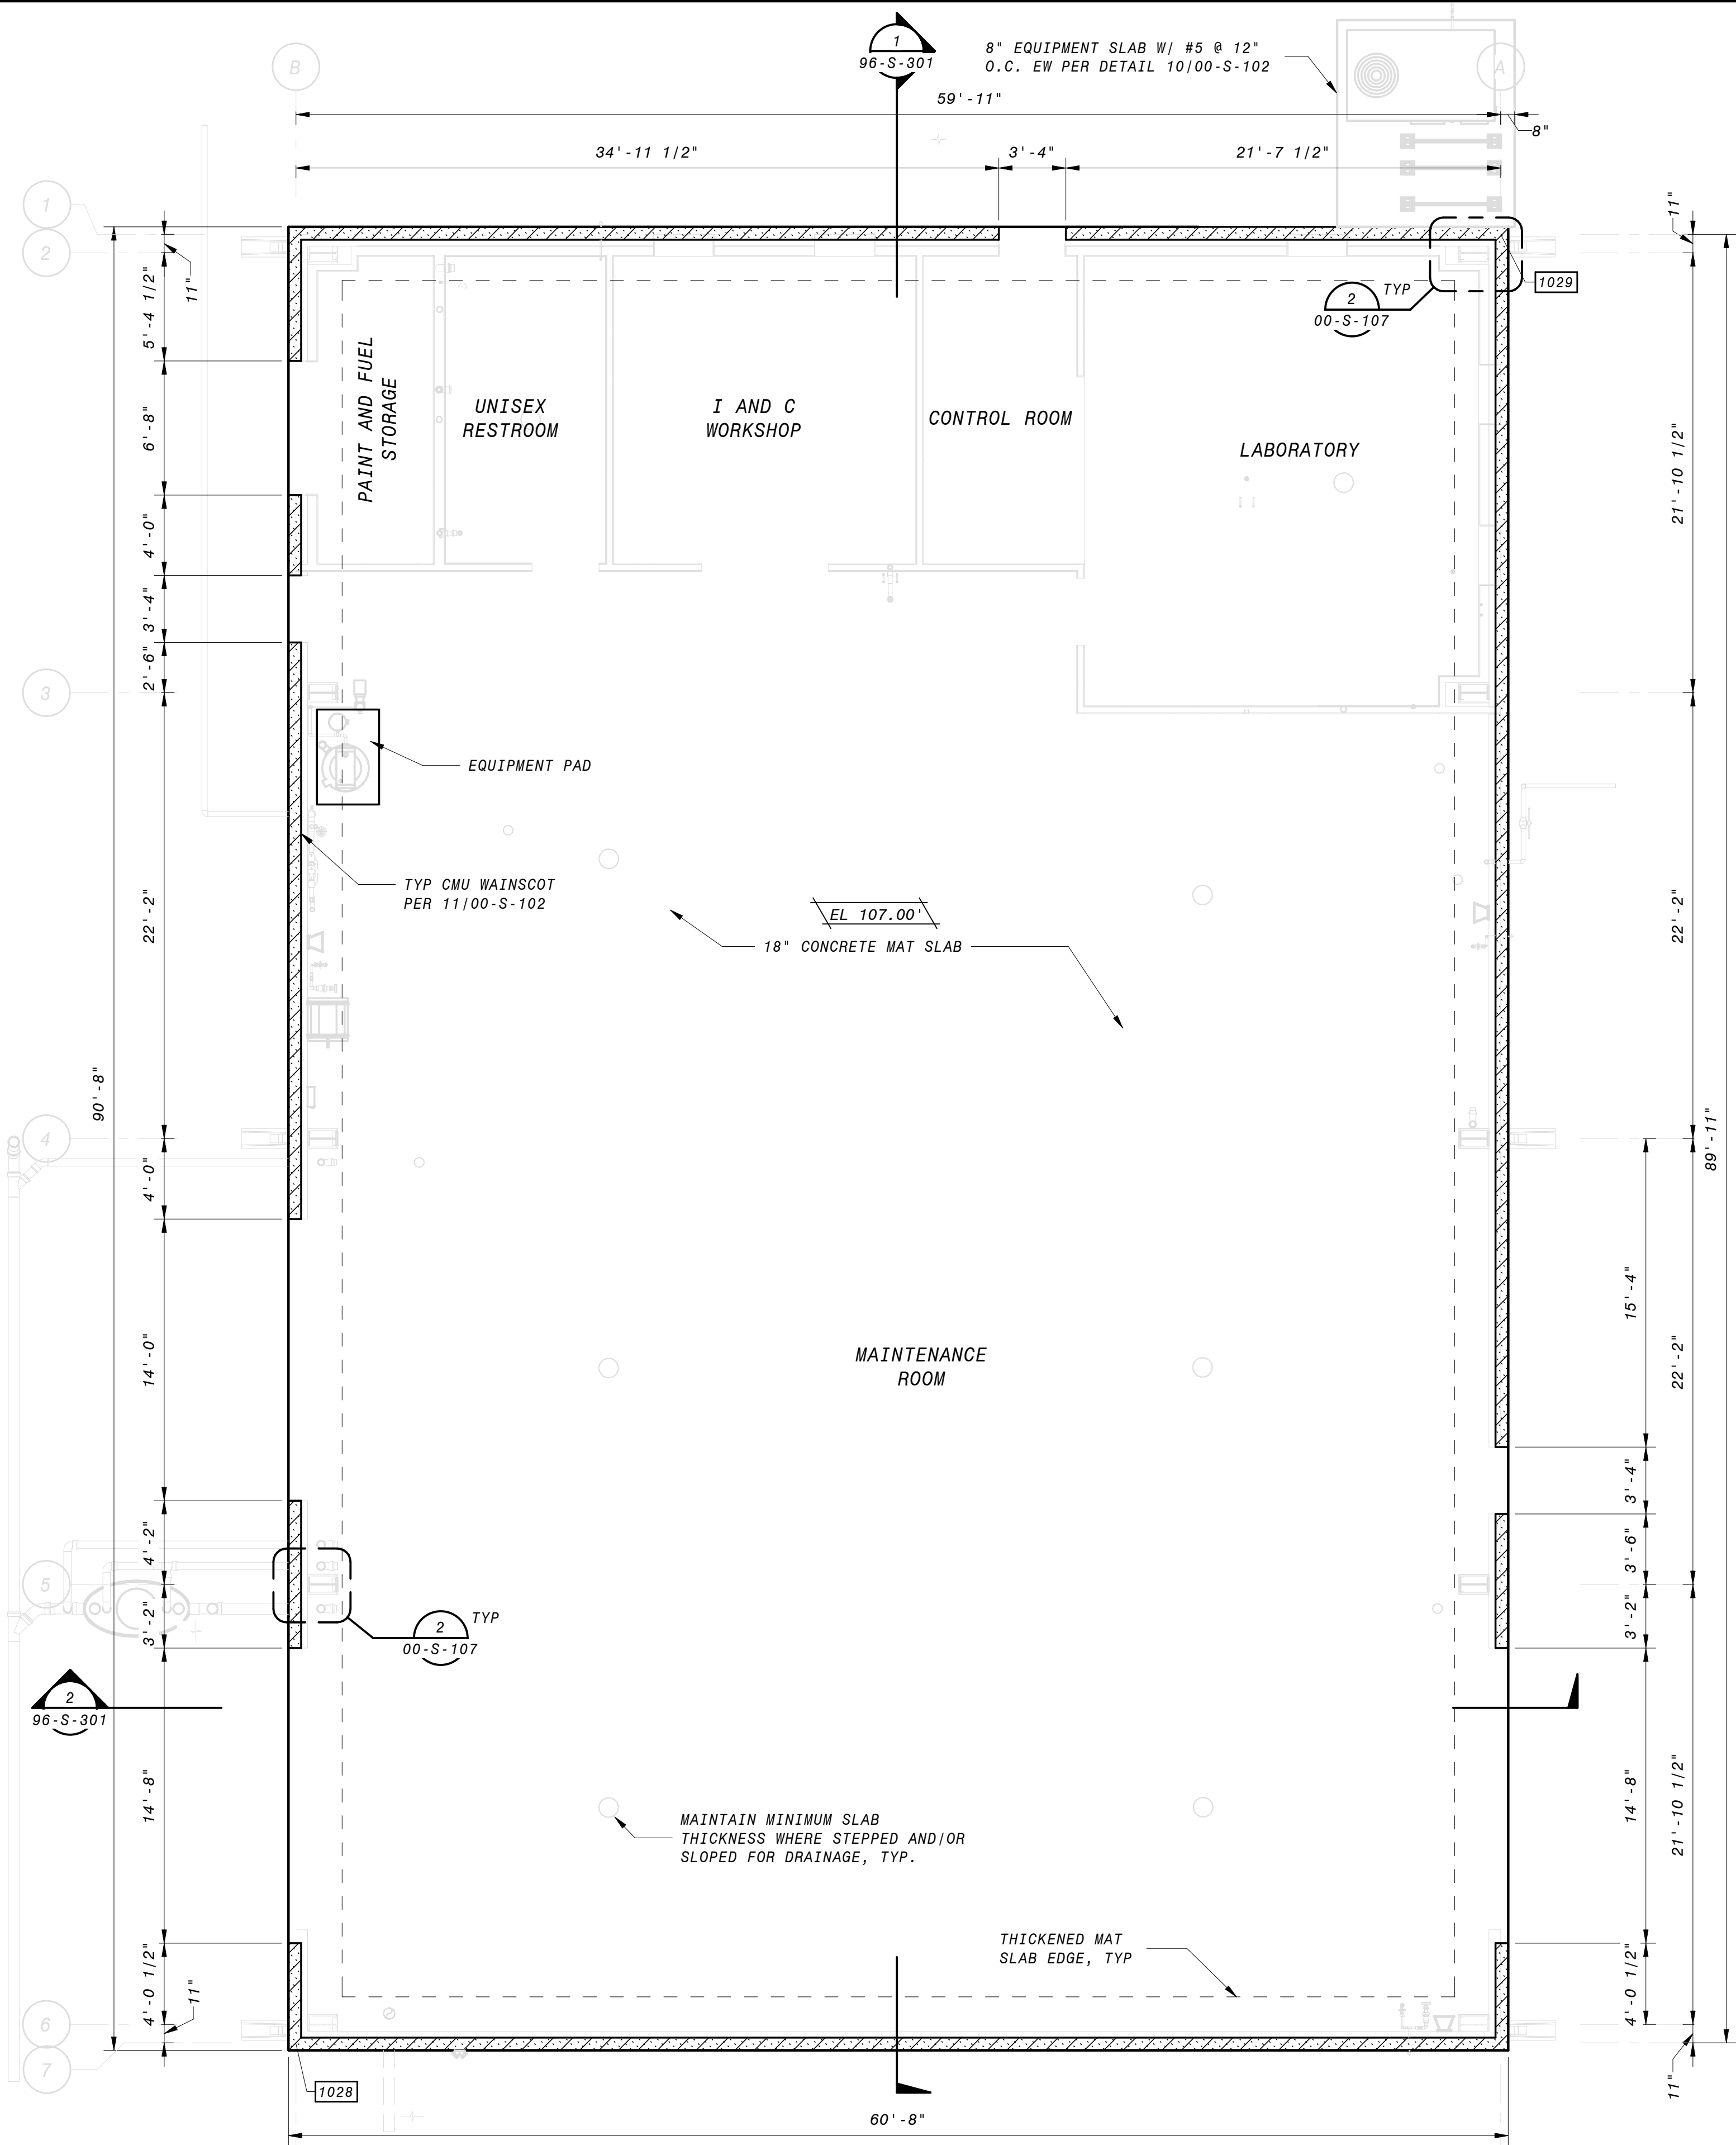 1
96-S-301
8" EQUIPMENT SLAB W/ #5 @ 12"
O.C. EW PER DETAIL 10/00-S-102
B
A
59'-11"
8"
34'-11 1/2"
3'-4"
21'-7 1/2"
1
2
11"
11"
1029
2
TYP
00-S-107
5'-4 1/2"
6'-8"
4'-0"
3'-4"
2'-6"
PAINT AND FUEL
STORAGE
UNISEX
RESTROOM
I AND C
WORKSHOP
CONTROL ROOM
LABORATORY
21'-10 1/2"
3
EQUIPMENT PAD
TYP CMU WAINSCOT
PER 11/00-S-102
EL 107.00'
18" CONCRETE MAT SLAB
22'-2"
22'-2"
90'-8"
89'-11"
4
4'-0"
14'-0"
15'-4"
22'-2"
MAINTENANCE
ROOM
3'-4"
3'-6"
4'-2"
5
3'-2"
3'-2"
2
TYP
00-S-107
2
96-S-301
14'-8"
14'-8"
21'-10 1/2"
MAINTAIN MINIMUM SLAB
THICKNESS WHERE STEPPED AND/OR
SLOPED FOR DRAINAGE, TYP.
THICKENED MAT
SLAB EDGE, TYP
4'-0 1/2"
11"
4'-0 1/2"
6
7
11"
1028
60'-8"